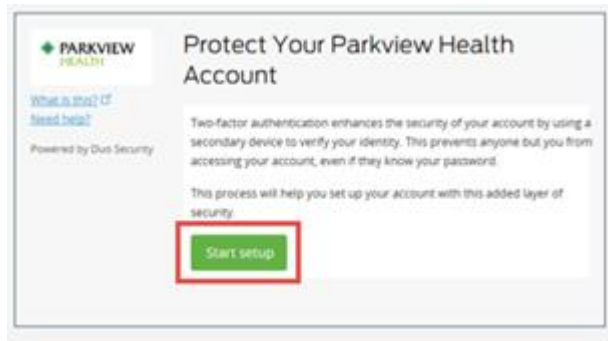 PARKVIEW
HEALTH
What is this?
Need help?
Powered by Duo Security
Protect Your Parkview Health
Account
Two-factor authentication enhances the security of your account by using a
secondary device to verify your identity. This prevents anyone but you from
accessing your account, even if they know your password.
This process will help you set up your account with this added layer of
security.
Start setup